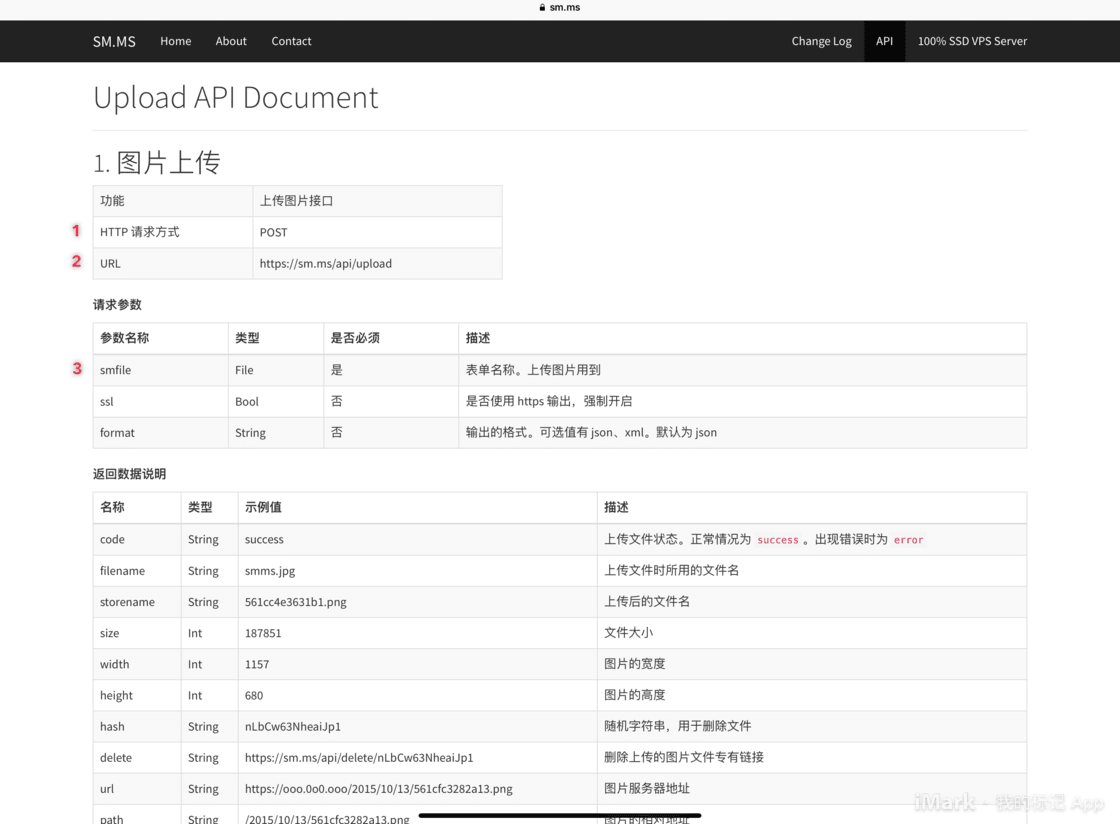 sm.ms
SM.MS Home About Contact Change Log API 100% SSD VPS Server
Upload API Document
1. 图片上传
功能 上传图片接口
1 HTTP 请求方式 POST
2 URL https://sm.ms/api/upload
请求参数
参数名称 类型 是否必须 描述
3 smfile File 是 表单名称。上传图片用到
ssl Bool 否 是否使用 https 输出，强制开启
format String 否 输出的格式。可选值有 json、xml。默认为 json
返回数据说明
名称 类型 示例值 描述
code String success 上传文件状态。正常情况为 success 。出现错误时为 error
filename String smms.jpg 上传文件时所用的文件名
storename String 561cc4e3631b1.png 上传后的文件名
size Int 187851 文件大小
width Int 1157 图片的宽度
height Int 680 图片的高度
hash String nLbCw63NheaiJp1 随机字符串，用于删除文件
delete String https://sm.ms/api/delete/nLbCw63NheaiJp1 删除上传的图片文件专有链接
url String https://ooo.0o0.ooo/2015/10/13/561cfc3282a13.png 图片服务器地址
path String /2015/10/13/561cfc3282a13.png 图片的相对地址
iMark - 我的标记 App